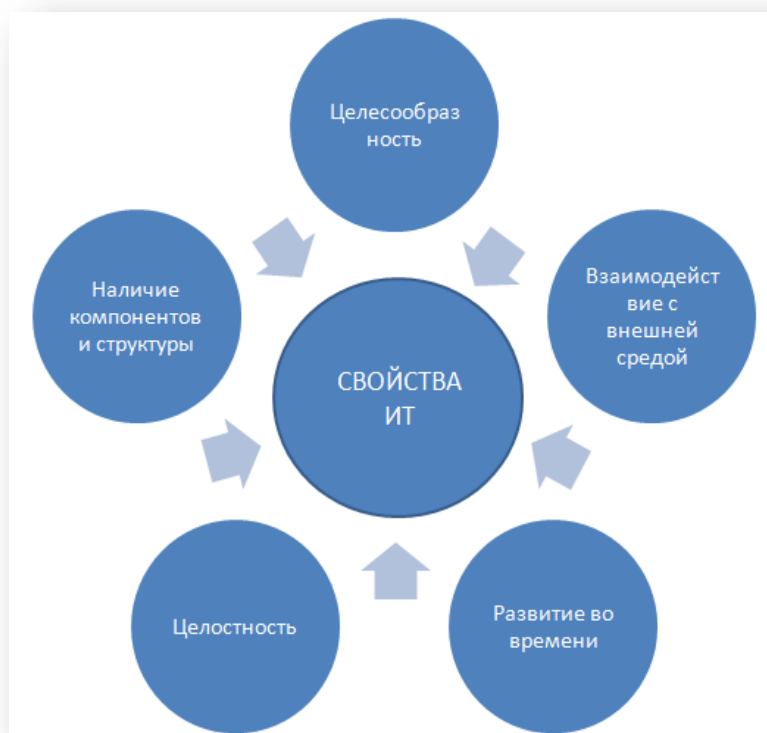 Целесообраз
ность
Наличие
компонентов
и структуры
Взаимодейст
вие с
внешней
средой
СВОЙСТВА
ИТ
Целостность
Развитие во
времени